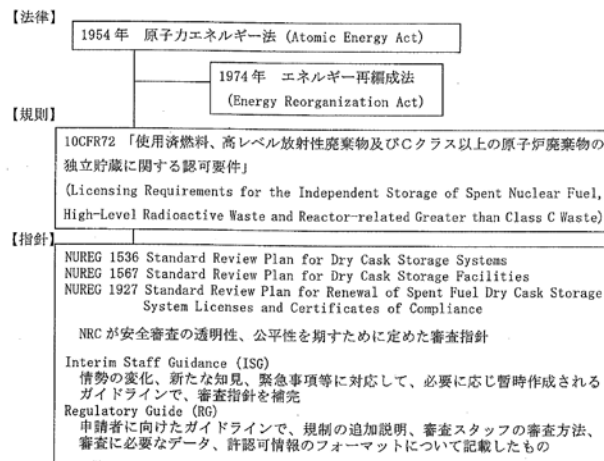 【法律】
1954年 原子力エネルギー法 (Atomic Energy Act)
1974年 エネルギー再編成法
(Energy Reorganization Act)
【規則】
10CFR72「使用済燃料、高レベル放射性廃棄物及びCクラス以上の原子炉廃棄物の
独立貯蔵に関する認可要件」
(Licensing Requirements for the Independent Storage of Spent Nuclear Fuel,
High-Level Radioactive Waste and Reactor-related Greater than Class C Waste)
【指針】
NUREG 1536 Standard Review Plan for Dry Cask Storage Systems
NUREG 1567 Standard Review Plan for Dry Cask Storage Facilities
NUREG 1927 Standard Review Plan for Renewal of Spent Fuel Dry Cask Storage
System Licenses and Certificates of Compliance
NRCが安全審査の透明性、公平性を期すために定めた審査指針
Interim Staff Guidance (ISG)
情勢の変化、新たな知見、緊急事項等に対応して、必要に応じ暫時作成される
ガイドラインで、審査指針を補完
Regulatory Guide (RG)
申請者に向けたガイドラインで、規制の追加説明、審査スタッフの審査方法、
審査に必要なデータ、許認可情報のフォーマットについて記載したもの